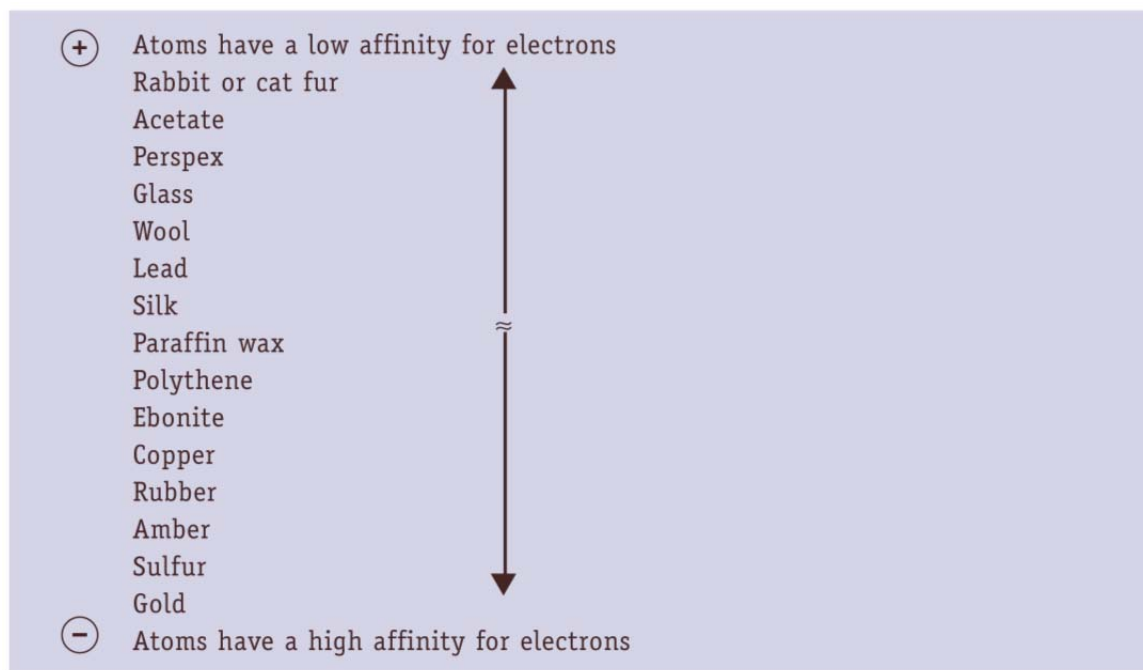 + Atoms have a low affinity for electrons
Rabbit or cat fur
Acetate
Perspex
Glass
Wool
Lead
Silk
≈
Paraffin wax
Polythene
Ebonite
Copper
Rubber
Amber
Sulfur
Gold
− Atoms have a high affinity for electrons